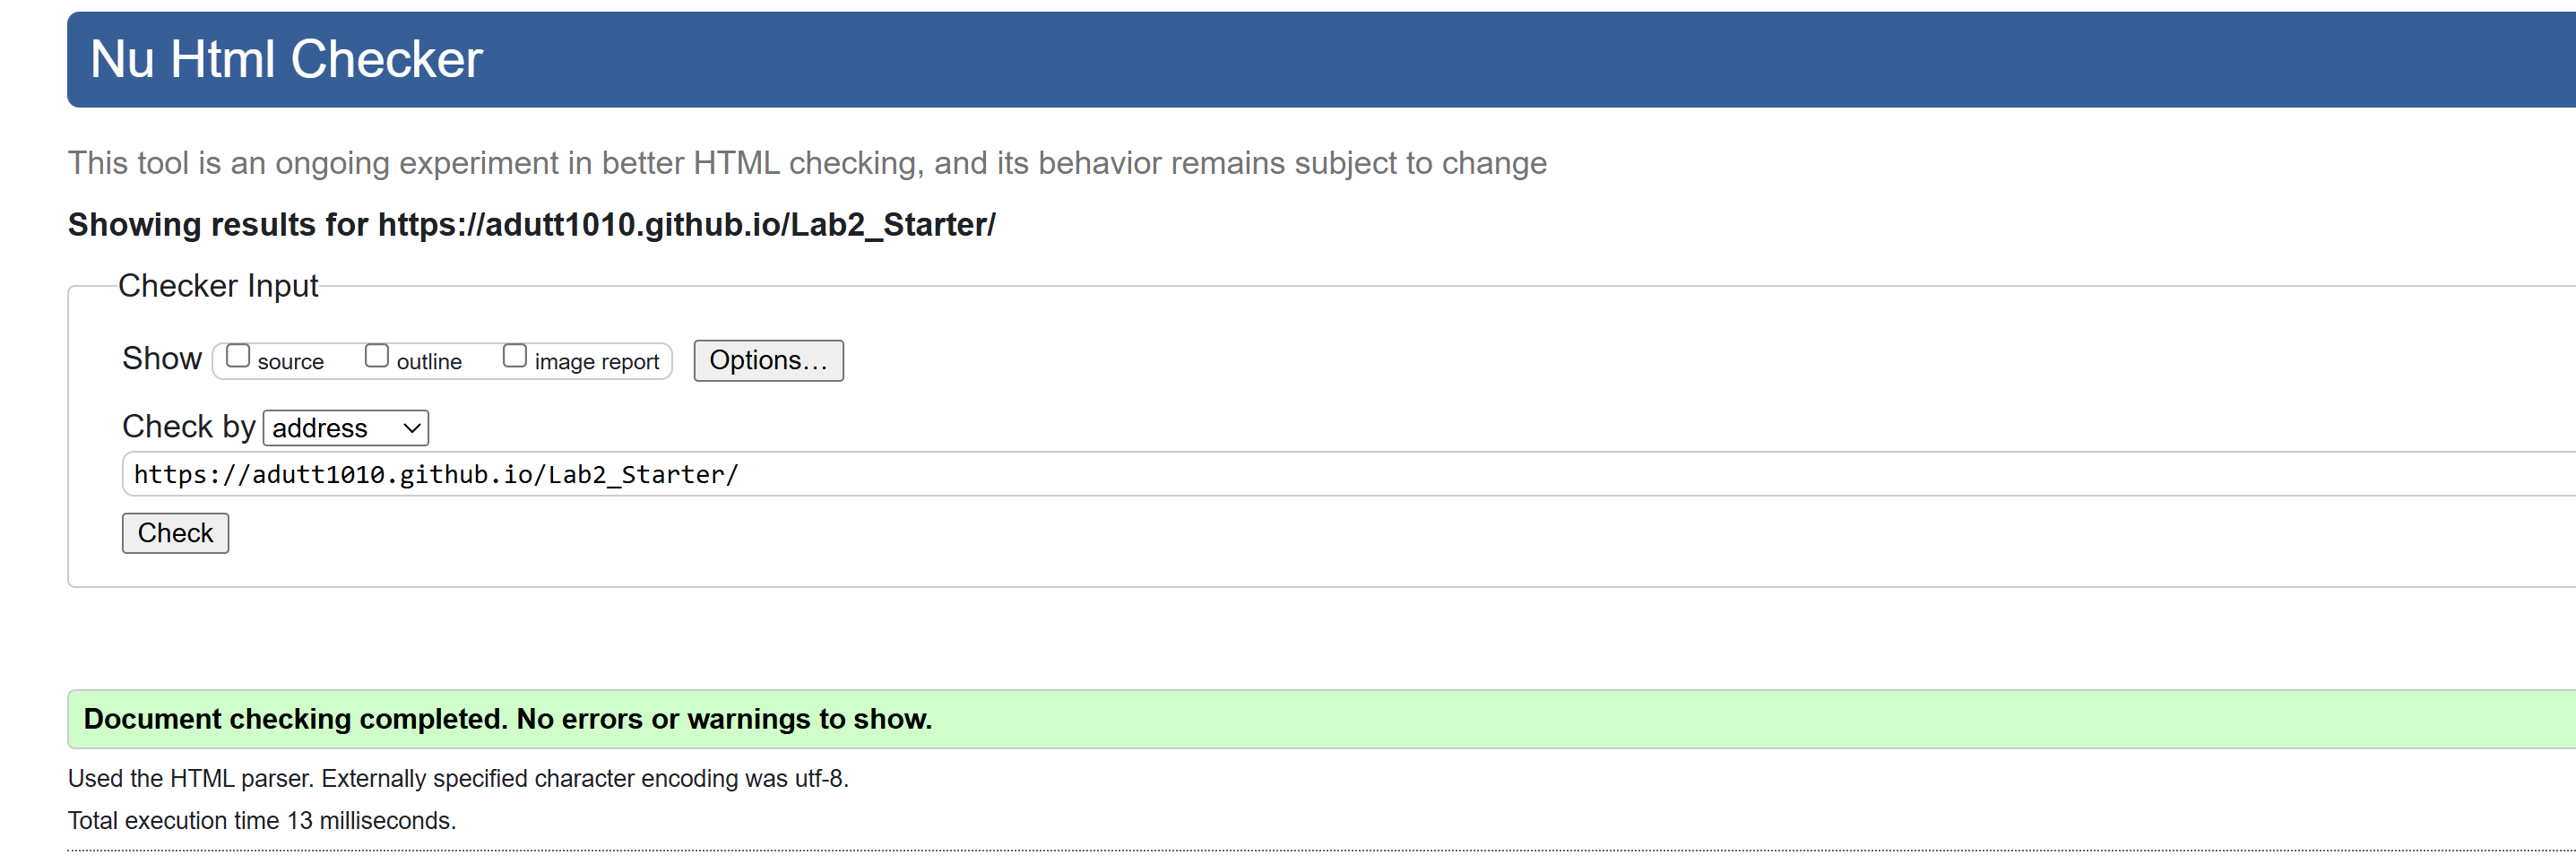 Nu Html Checker
This tool is an ongoing experiment in better HTML checking, and its behavior remains subject to change
Showing results for https://adutt1010.github.io/Lab2_Starter/
Checker Input
Show source outline image report Options…
Check by address
https://adutt1010.github.io/Lab2_Starter/
Check
Document checking completed. No errors or warnings to show.
Used the HTML parser. Externally specified character encoding was utf-8.
Total execution time 13 milliseconds.